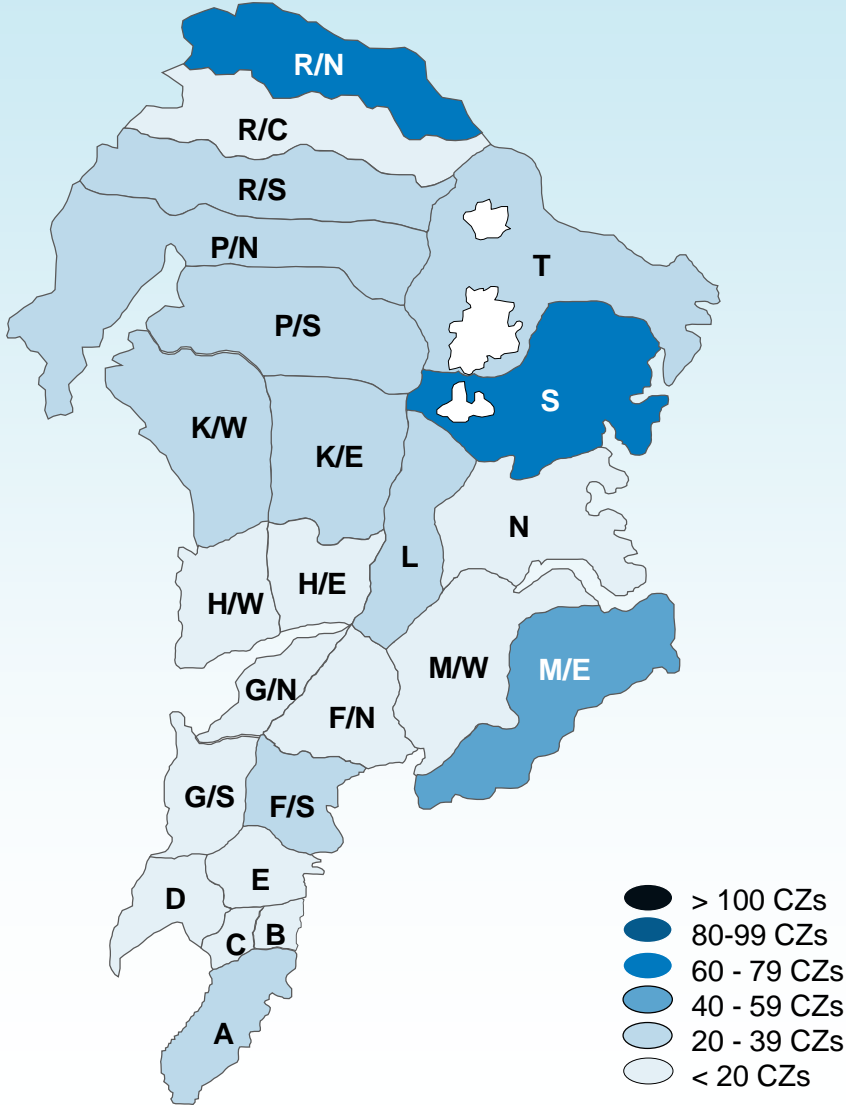 R/N
R/C
R/S
P/N
T
P/S
S
K/W
K/E
N
L
H/E
H/W
M/W
M/E
G/N
F/N
G/S
F/S
E
D
B
C
A
> 100 CZs
80-99 CZs
60 - 79 CZs
40 - 59 CZs
20 - 39 CZs
< 20 CZs